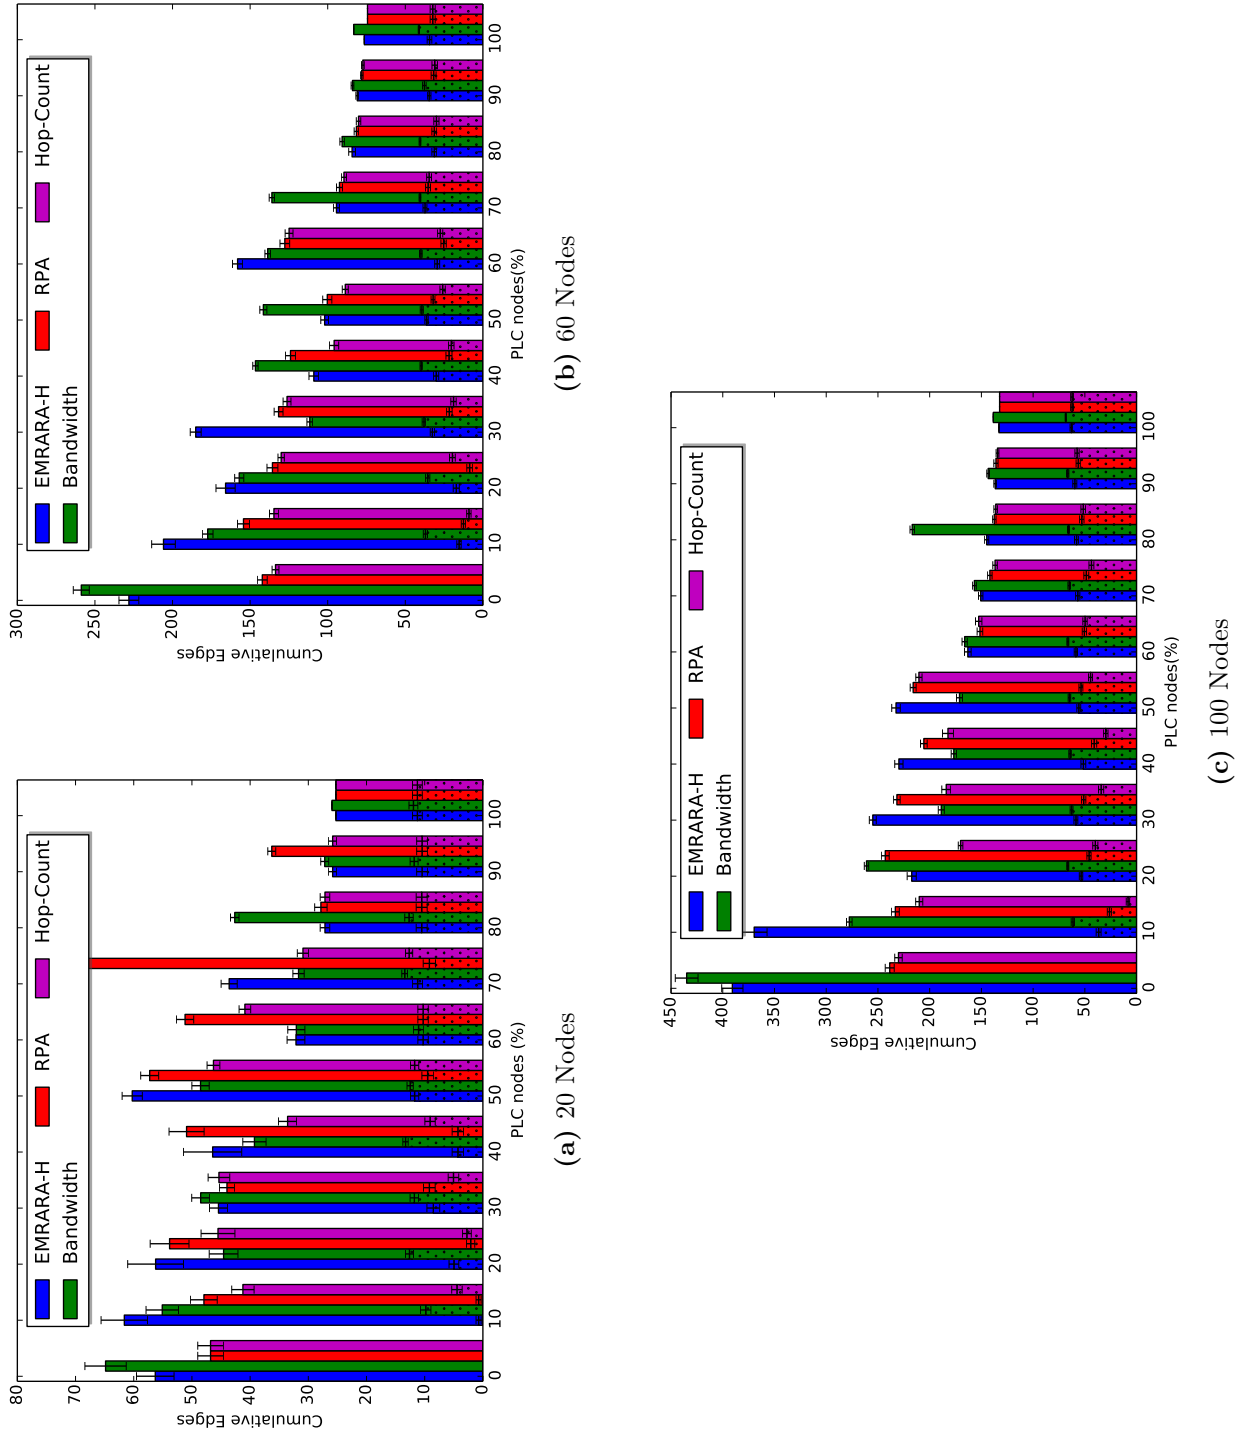 EMRARA-H RPA Hop-Count
Bandwidth
Cumulative Edges
80
70
60
50
40
30
20
10
0
0 10 20 30 40 50 60 70 80 90 100
PLC nodes (%)
(a) 20 Nodes
EMRARA-H RPA Hop-Count
Bandwidth
Cumulative Edges
300
250
200
150
100
50
0
0 10 20 30 40 50 60 70 80 90 100
PLC nodes(%)
(b) 60 Nodes
EMRARA-H RPA Hop-Count
Bandwidth
Cumulative Edges
450
400
350
300
250
200
150
100
50
0
0 10 20 30 40 50 60 70 80 90 100
PLC nodes(%)
(c) 100 Nodes